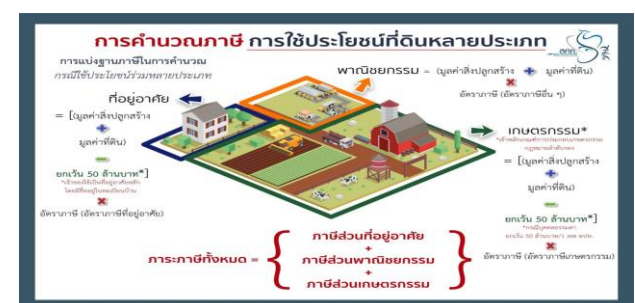 การคำนวณภาษี การใช้ประโยชน์ที่ดินหลายประเภท
สถค.
การแบ่งฐานภาษีในการคำนวณ
กรณีใช้ประโยชน์ร่วมหลายประเภท
พาณิชยกรรม = (มูลค่าสิ่งปลูกสร้าง + มูลค่าที่ดิน)
×
อัตราภาษี (อัตราภาษีอื่น ๆ)
ที่อยู่อาศัย
= [(มูลค่าสิ่งปลูกสร้าง
+
มูลค่าที่ดิน)
-
ยกเว้น 50 ล้านบาท*]
×
อัตราภาษี (อัตราภาษีที่อยู่อาศัย)
เกษตรกรรม*
= [(มูลค่าสิ่งปลูกสร้าง
+
มูลค่าที่ดิน)
-
ยกเว้น 50 ล้านบาท*]
×
อัตราภาษี (อัตราภาษีเกษตรกรรม)
ภาระภาษีทั้งหมด = {
ภาษีส่วนที่อยู่อาศัย
+
ภาษีส่วนพาณิชยกรรม
+
ภาษีส่วนเกษตรกรรม
}